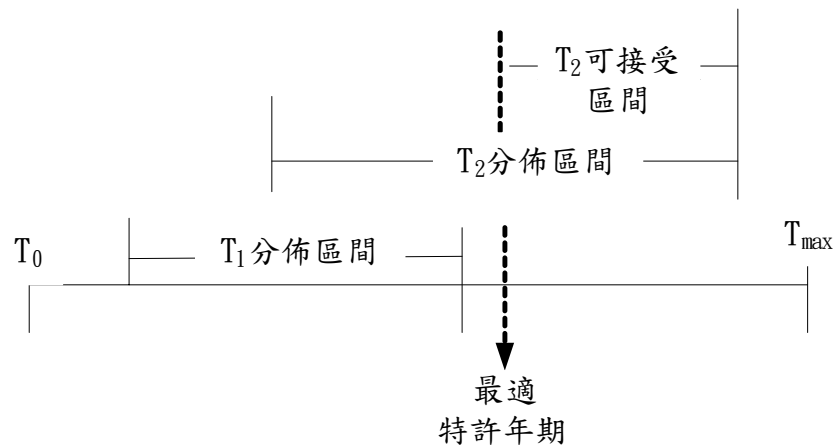 T₂可接受
區間
T₂分佈區間
T₀
T₁分佈區間
Tmax
最適
特許年期